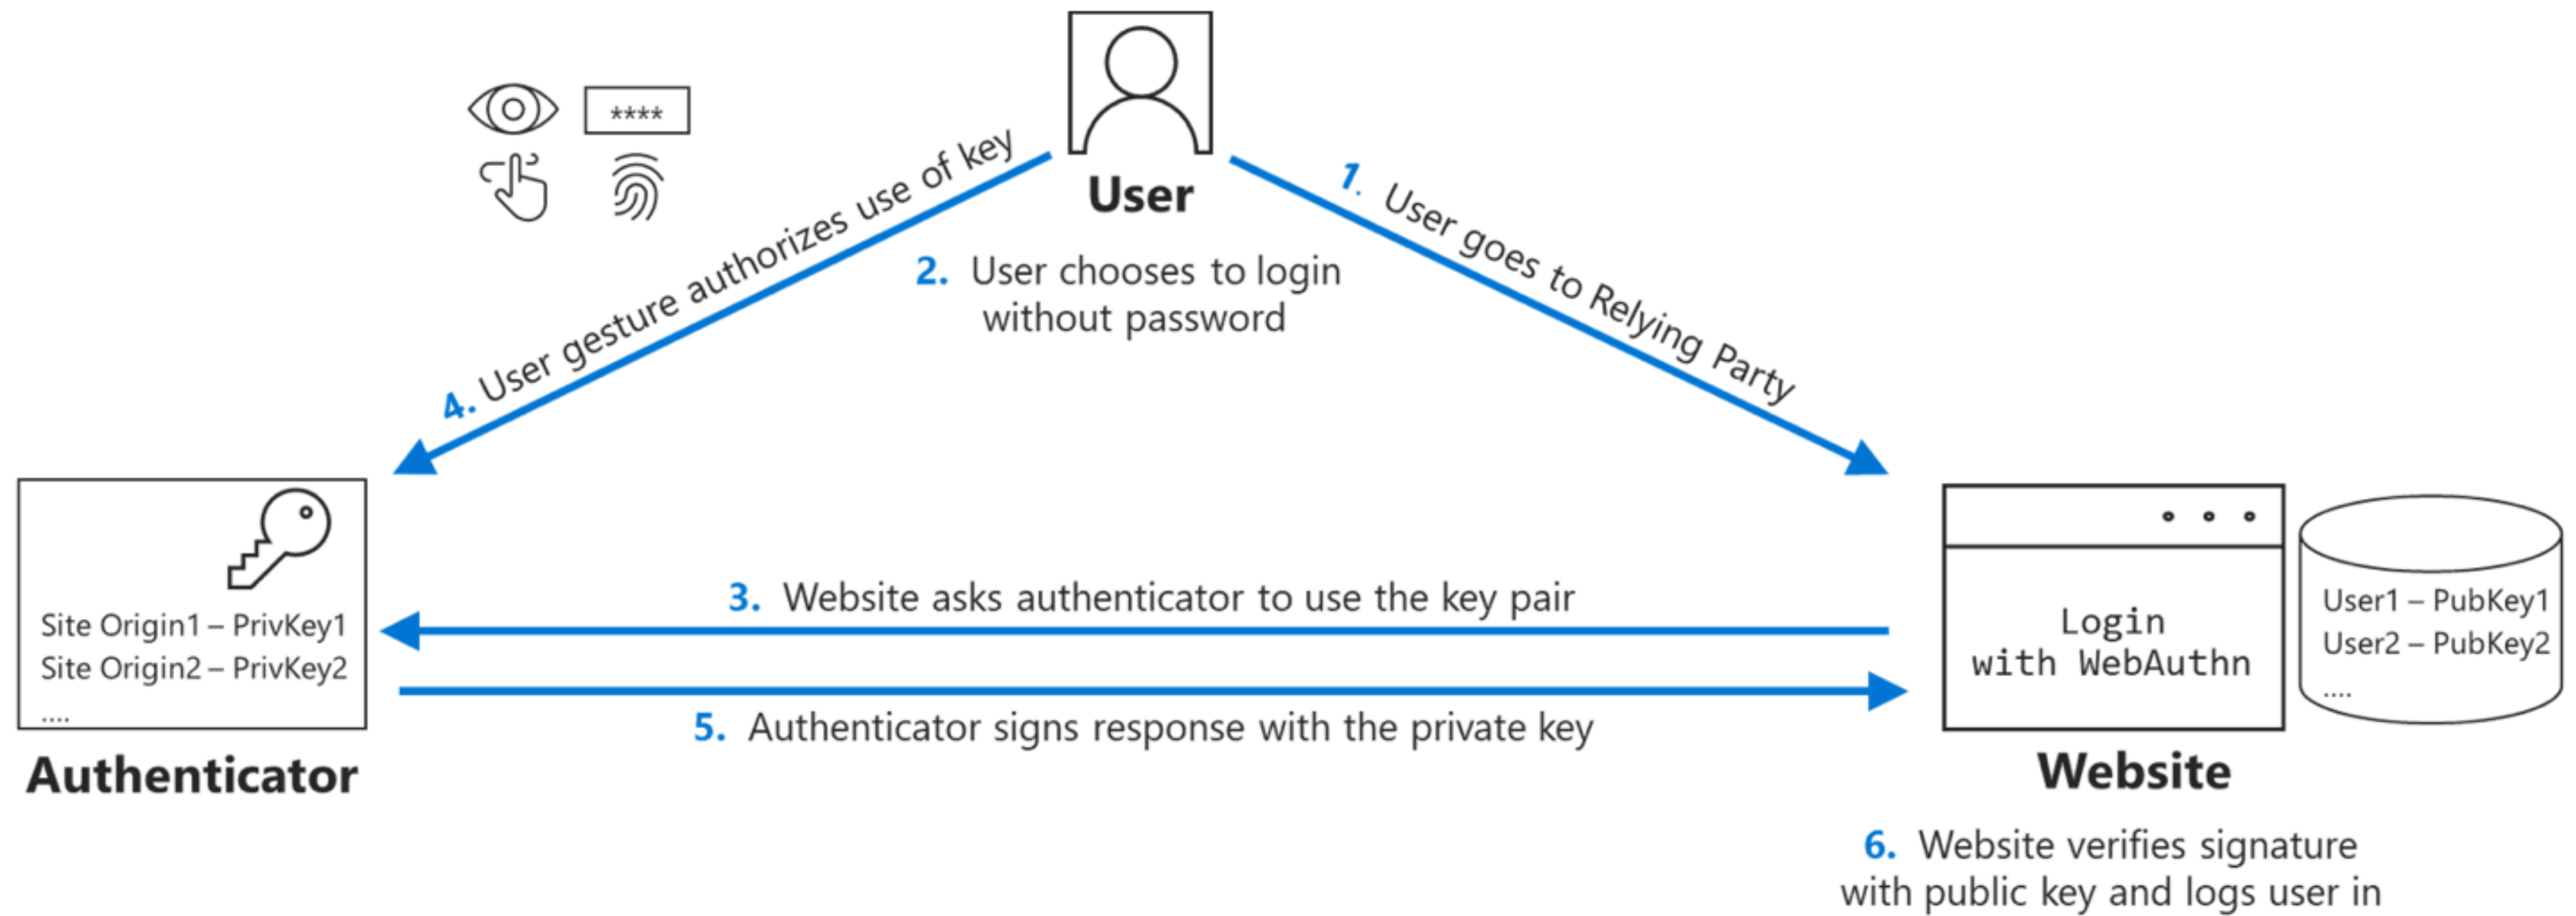 ****
User
1. User goes to Relying Party
2. User chooses to login
without password
4. User gesture authorizes use of key
3. Website asks authenticator to use the key pair
5. Authenticator signs response with the private key
Site Origin1 – PrivKey1
Site Origin2 – PrivKey2
....
Authenticator
Login
with WebAuthn
User1 – PubKey1
User2 – PubKey2
....
Website
6. Website verifies signature
with public key and logs user in